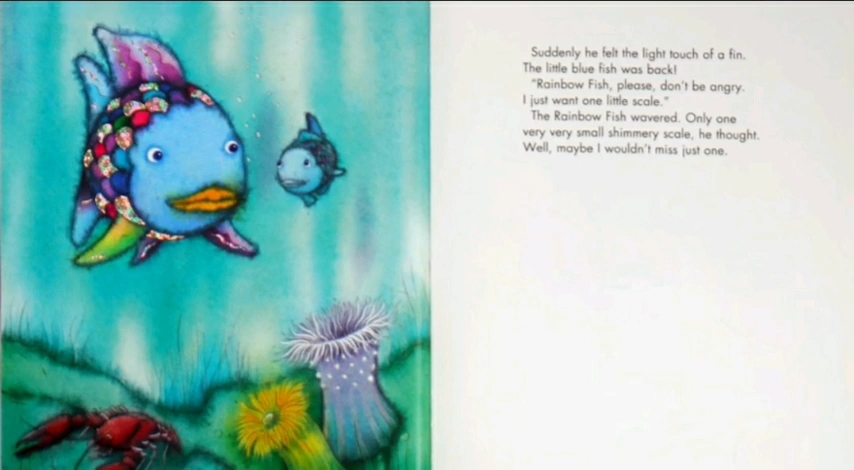 Suddenly he felt the light touch of a fin.
The little blue fish was back!
"Rainbow Fish, please, don't be angry.
I just want one little scale."
The Rainbow Fish wavered. Only one
very very small shimmery scale, he thought.
Well, maybe I wouldn't miss just one.